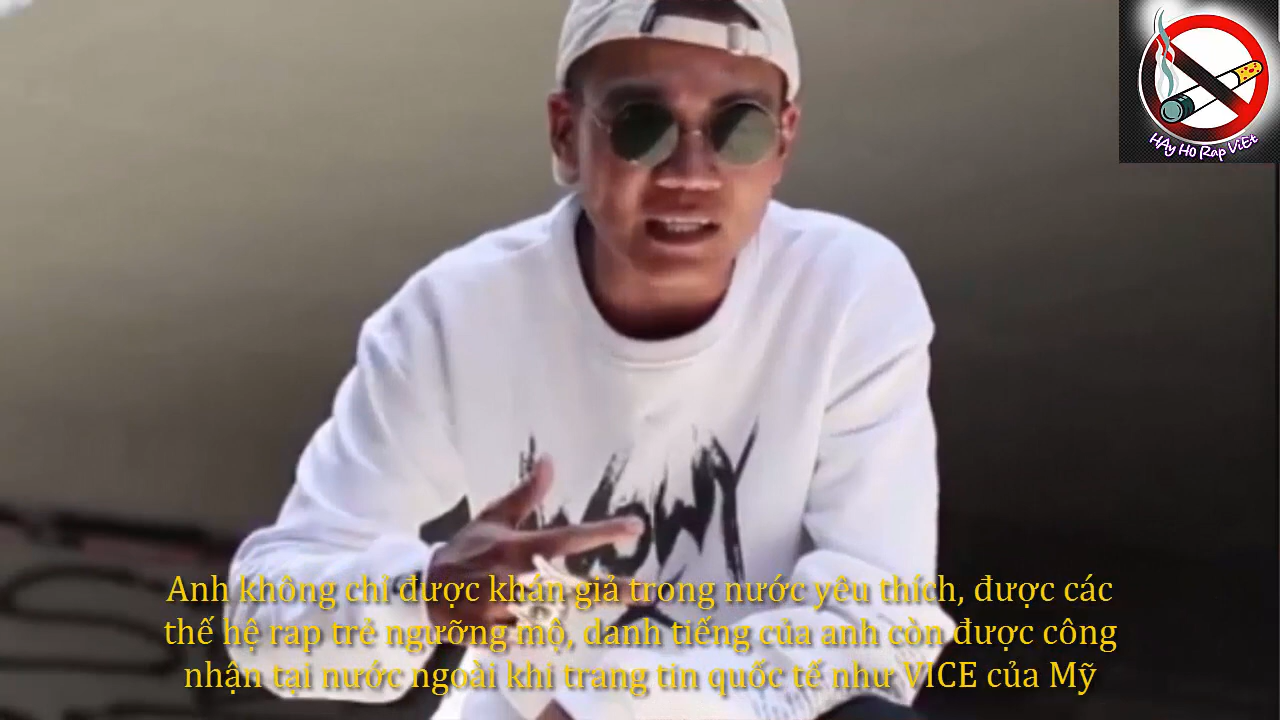 HAy HO Rap ViEt
WOWY
Anh không chỉ được khán giả trong nước yêu thích, được các
thế hệ rap trẻ ngưỡng mộ, danh tiếng của anh còn được công
nhận tại nước ngoài khi trang tin quốc tế như VICE của Mỹ